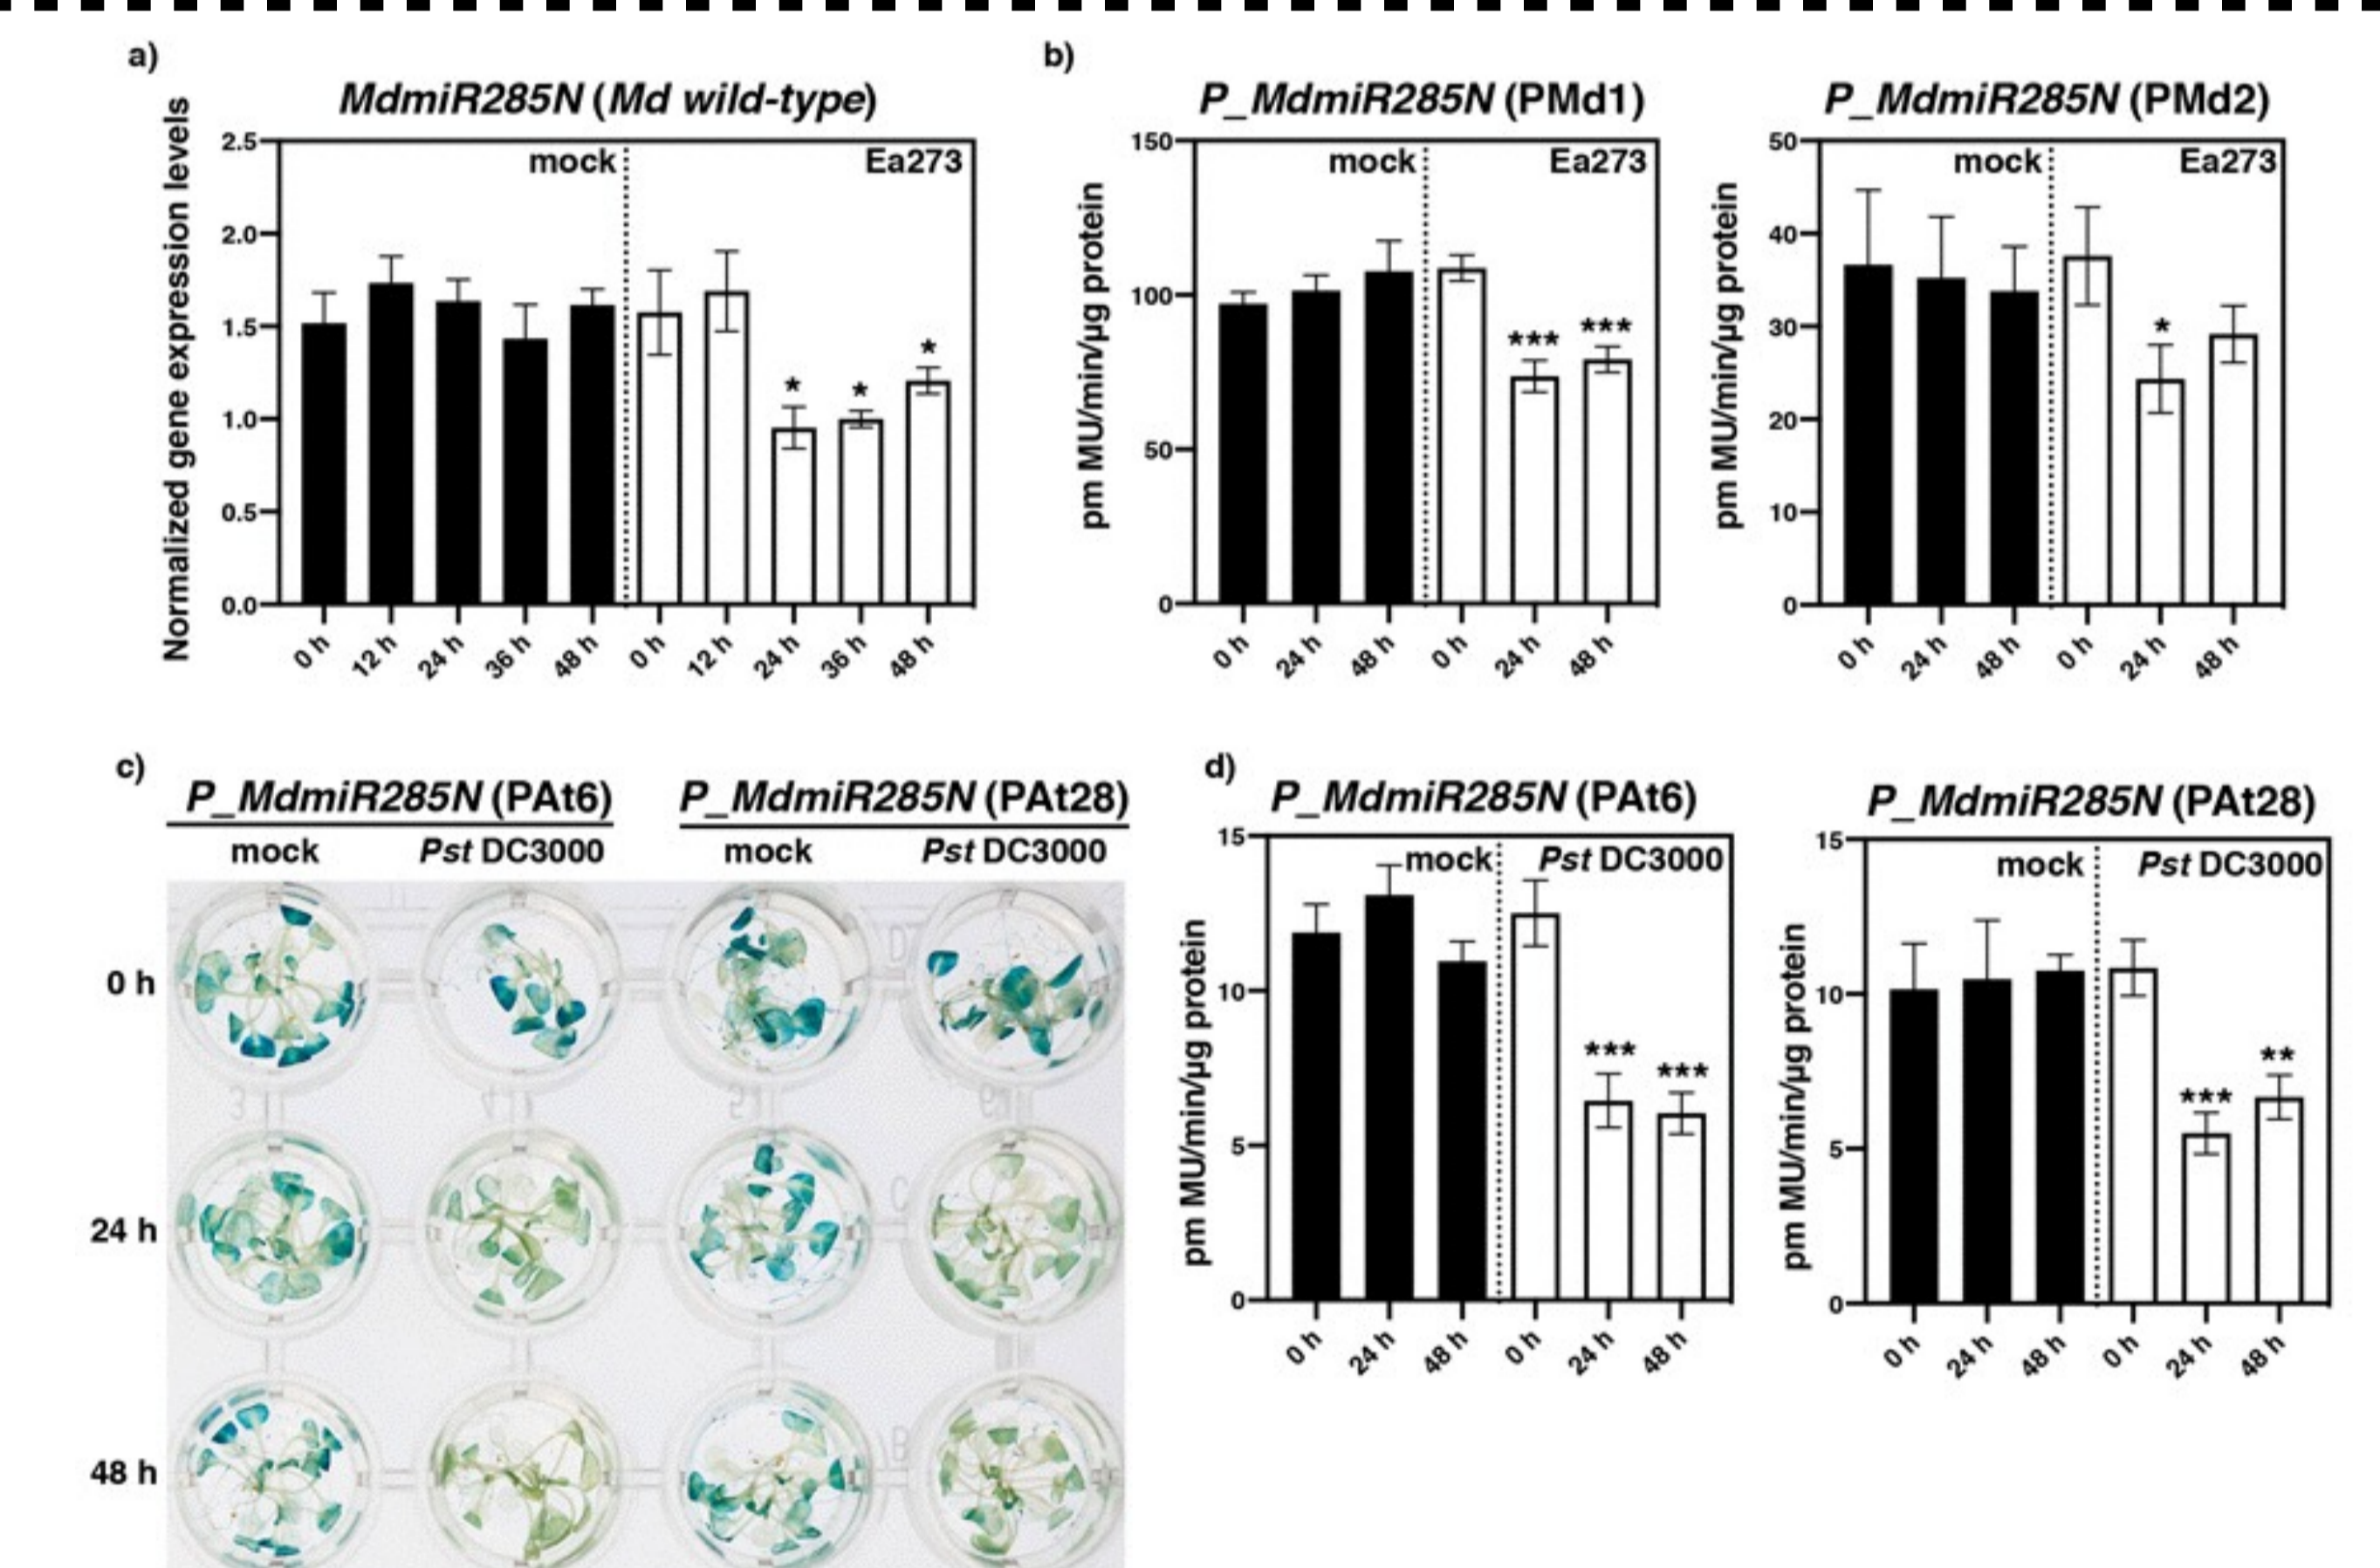 a)
MdmiR285N (Md wild-type)
Normalized gene expression levels
2.5
2.0
1.5
1.0
0.5
0.0
mock
Ea273
*
*
*
0 h
12 h
24 h
36 h
48 h
0 h
12 h
24 h
36 h
48 h
b)
P_MdmiR285N (PMd1)
pm MU/min/µg protein
150
100
50
0
mock
Ea273
***
***
0 h
24 h
48 h
0 h
24 h
48 h
P_MdmiR285N (PMd2)
pm MU/min/µg protein
50
40
30
20
10
0
mock
Ea273
*
0 h
24 h
48 h
0 h
24 h
48 h
c)
P_MdmiR285N (PAt6)
P_MdmiR285N (PAt28)
mock
Pst DC3000
mock
Pst DC3000
0 h
24 h
48 h
d)
P_MdmiR285N (PAt6)
pm MU/min/µg protein
15
10
5
0
mock
Pst DC3000
***
***
0 h
24 h
48 h
0 h
24 h
48 h
P_MdmiR285N (PAt28)
pm MU/min/µg protein
15
10
5
0
mock
Pst DC3000
***
**
0 h
24 h
48 h
0 h
24 h
48 h